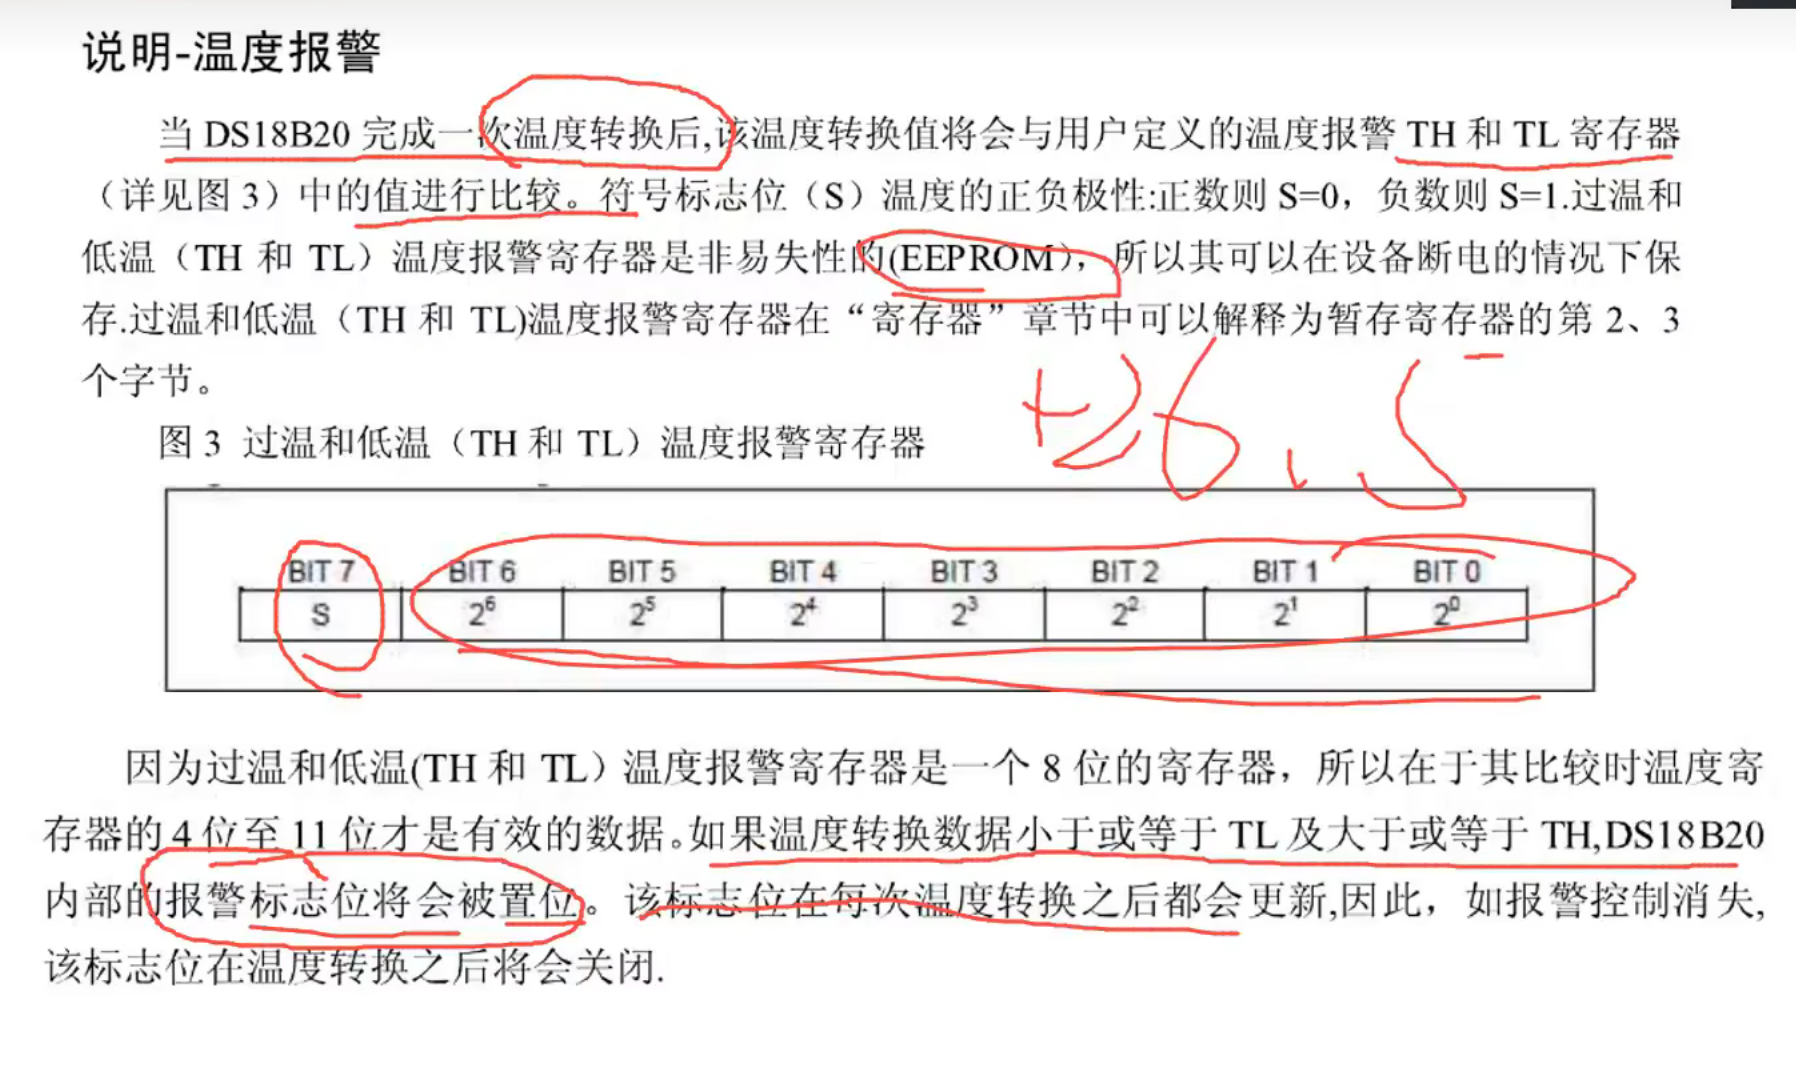 说明-温度报警
当 DS18B20 完成一次温度转换后,该温度转换值将会与用户定义的温度报警 TH 和 TL 寄存器
（详见图 3）中的值进行比较。符号标志位（S）温度的正负极性:正数则 S=0，负数则 S=1.过温和
低温（TH 和 TL）温度报警寄存器是非易失性的(EEPROM)，所以其可以在设备断电的情况下保
存.过温和低温（TH 和 TL)温度报警寄存器在“寄存器”章节中可以解释为暂存寄存器的第 2、3
个字节。
+26.5
图 3 过温和低温（TH 和 TL）温度报警寄存器
BIT 7 BIT 6 BIT 5 BIT 4 BIT 3 BIT 2 BIT 1 BIT 0
S 2⁶ 2⁵ 2⁴ 2³ 2² 2¹ 2⁰
因为过温和低温(TH 和 TL）温度报警寄存器是一个 8 位的寄存器，所以在于其比较时温度寄
存器的 4 位至 11 位才是有效的数据。如果温度转换数据小于或等于 TL 及大于或等于 TH,DS18B20
内部的报警标志位将会被置位。该标志位在每次温度转换之后都会更新,因此，如报警控制消失,
该标志位在温度转换之后将会关闭.